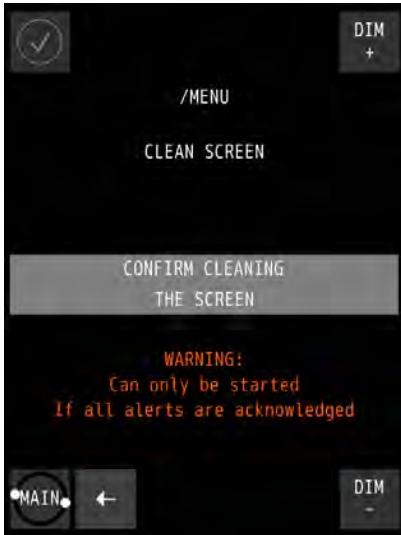 DIM
+
/MENU
CLEAN SCREEN
CONFIRM CLEANING
THE SCREEN
WARNING:
Can only be started
If all alerts are acknowledged
MAIN
←
DIM
-